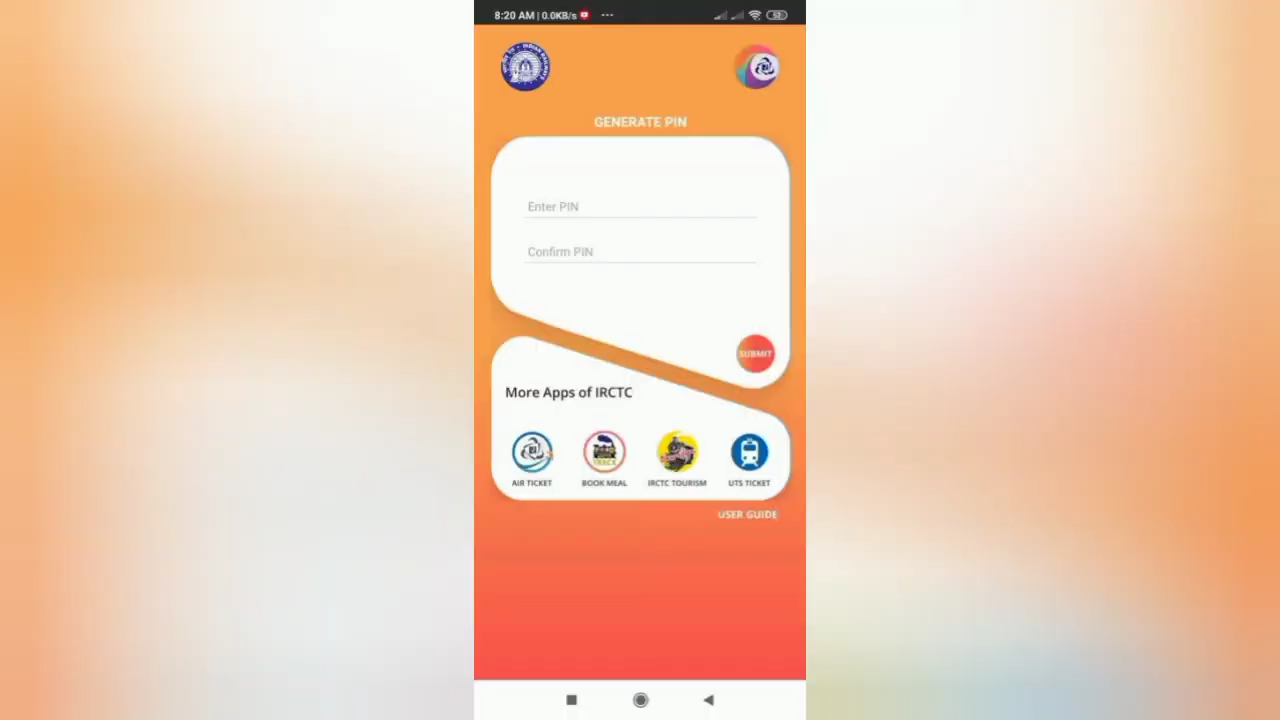 8:20 AM | 0.0KB/s
GENERATE PIN
Enter PIN
Confirm PIN
SUBMIT
More Apps of IRCTC
AIR TICKET
BOOK MEAL
IRCTC TOURISM
UTS TICKET
USER GUIDE